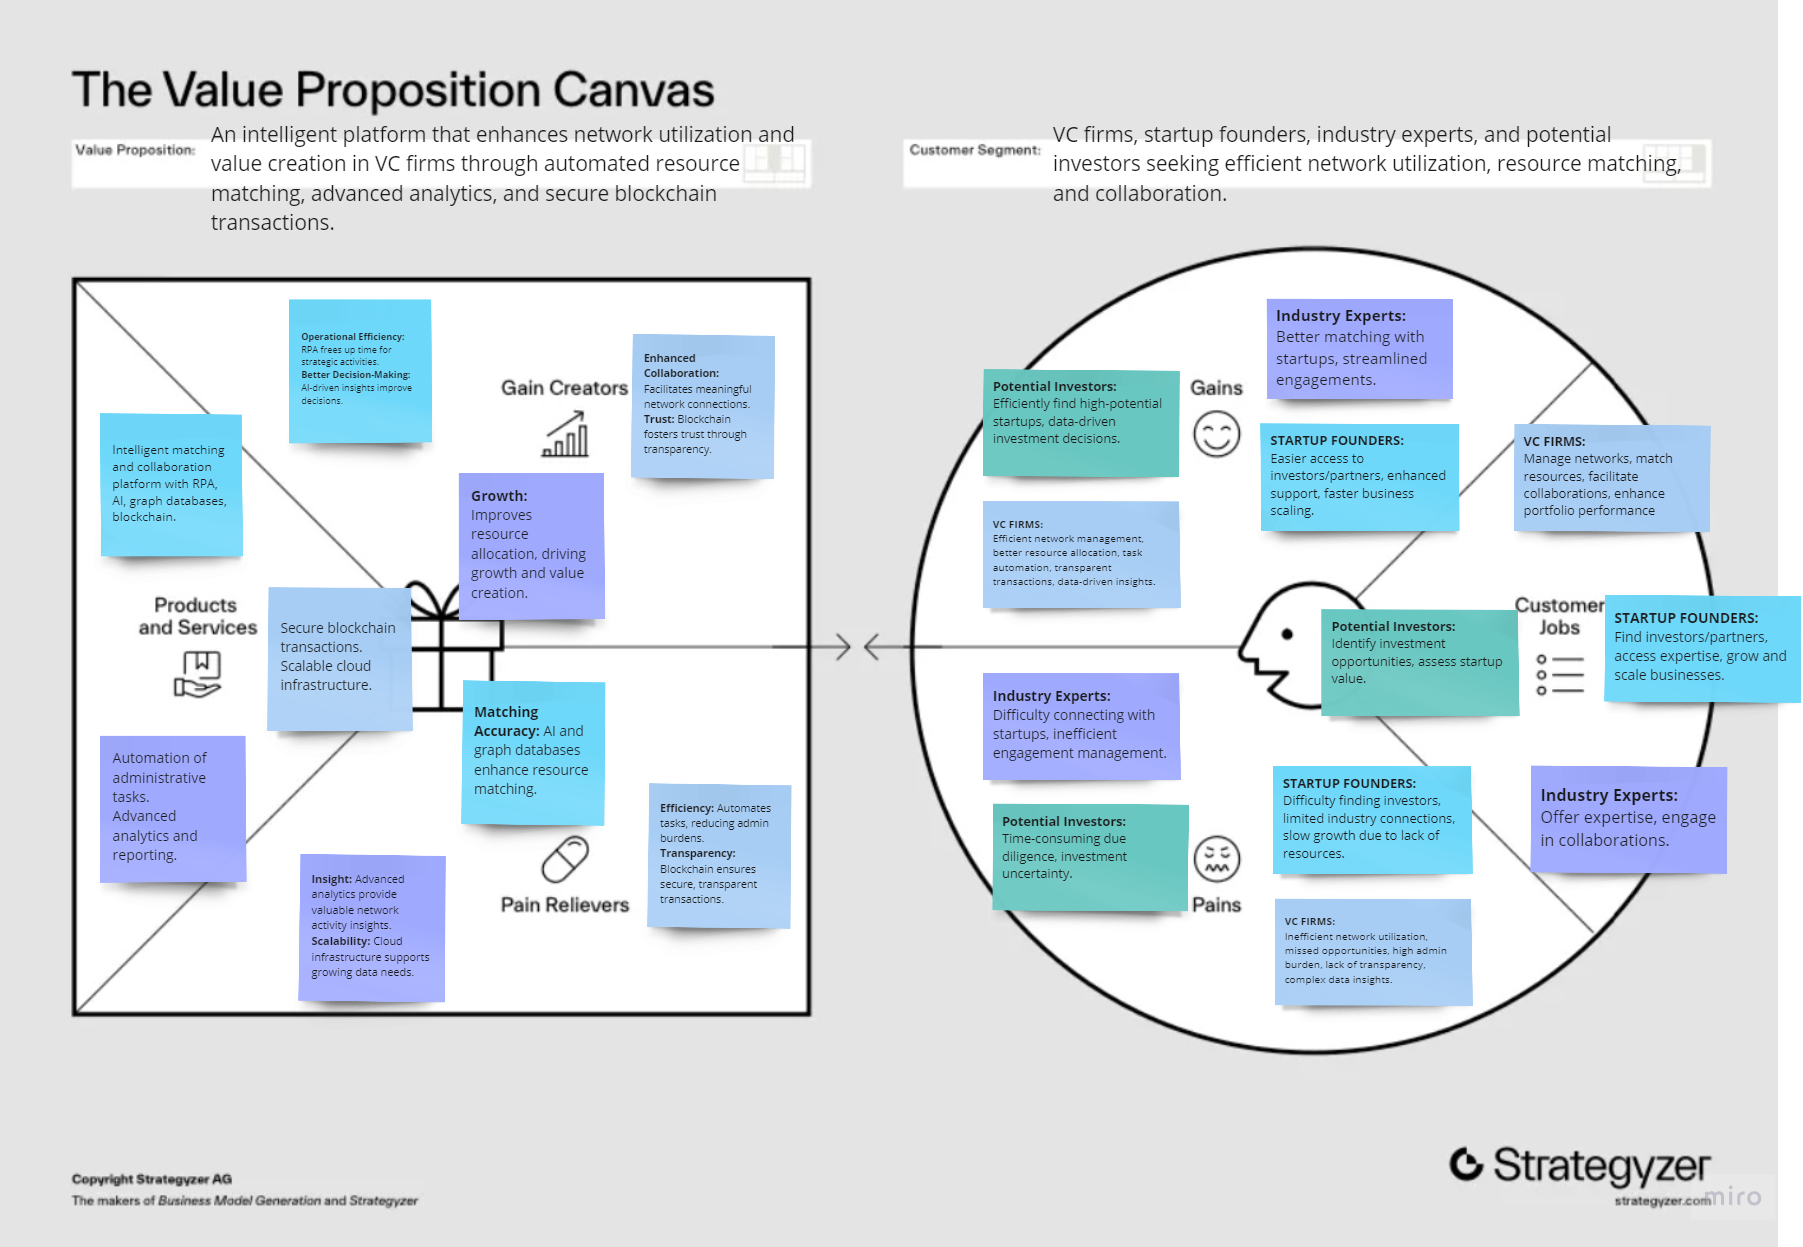 The Value Proposition Canvas
Value Proposition:
An intelligent platform that enhances network utilization and
value creation in VC firms through automated resource
matching, advanced analytics, and secure blockchain
transactions.
Customer Segment:
VC firms, startup founders, industry experts, and potential
investors seeking efficient network utilization, resource matching,
and collaboration.
Operational Efficiency:
RPA frees up time for
strategic activities.
Better Decision-Making:
AI-driven insights improve
decisions.
Gain Creators
Enhanced
Collaboration:
Facilitates meaningful
network connections.
Trust: Blockchain
fosters trust through
transparency.
Intelligent matching
and collaboration
platform with RPA,
AI, graph databases,
blockchain.
Growth:
Improves
resource
allocation, driving
growth and value
creation.
Products
and Services
Secure blockchain
transactions.
Scalable cloud
infrastructure.
Automation of
administrative
tasks.
Advanced
analytics and
reporting.
Matching
Accuracy: AI and
graph databases
enhance resource
matching.
Efficiency: Automates
tasks, reducing admin
burdens.
Transparency:
Blockchain ensures
secure, transparent
transactions.
Insight: Advanced
analytics provide
valuable network
activity insights.
Scalability: Cloud
infrastructure supports
growing data needs.
Pain Relievers
Industry Experts:
Better matching with
startups, streamlined
engagements.
Potential Investors:
Efficiently find high-potential
startups, data-driven
investment decisions.
Gains
STARTUP FOUNDERS:
Easier access to
investors/partners, enhanced
support, faster business
scaling.
VC FIRMS:
Manage networks, match
resources, facilitate
collaborations, enhance
portfolio performance
VC FIRMS:
Efficient network management,
better resource allocation, task
automation, transparent
transactions, data-driven insights.
Potential Investors:
Identify investment
opportunities, assess startup
value.
Customer
Jobs
STARTUP FOUNDERS:
Find investors/partners,
access expertise, grow and
scale businesses.
Industry Experts:
Difficulty connecting with
startups, inefficient
engagement management.
Potential Investors:
Time-consuming due
diligence, investment
uncertainty.
Pains
STARTUP FOUNDERS:
Difficulty finding investors,
limited industry connections,
slow growth due to lack of
resources.
Industry Experts:
Offer expertise, engage
in collaborations.
VC FIRMS:
Inefficient network utilization,
missed opportunities, high admin
burden, lack of transparency,
complex data insights.
Copyright Strategyzer AG
The makers of Business Model Generation and Strategyzer
Strategyzer
strategyzer.com
miro